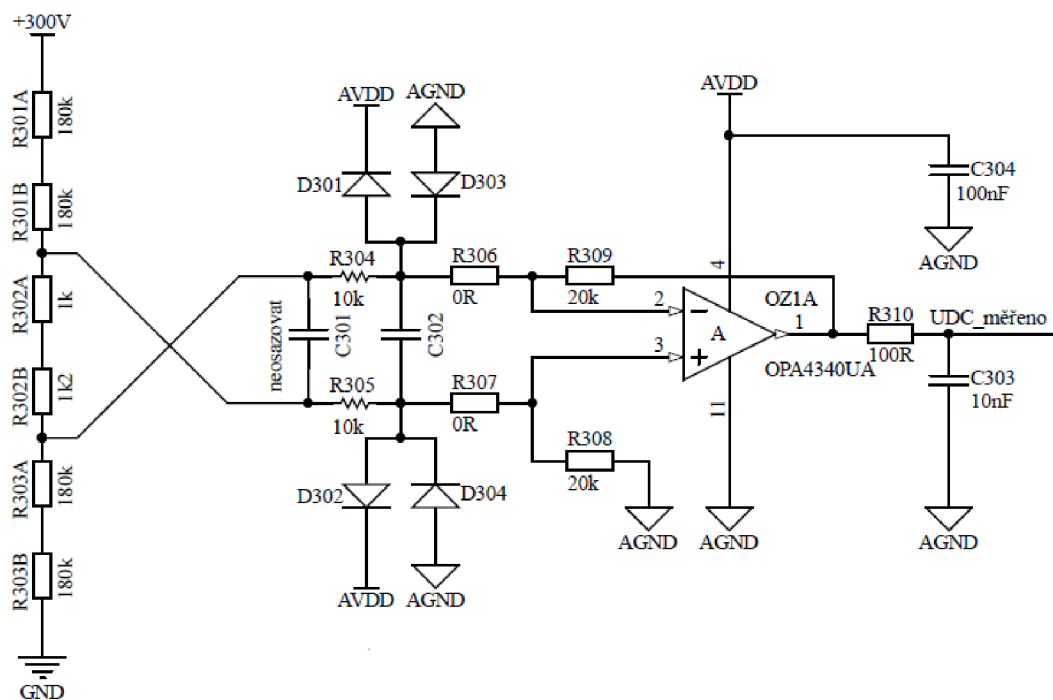 +300V
R301A
180k
R301B
180k
R302A
1k
R302B
1k2
R303A
180k
R303B
180k
GND
AVDD
AGND
D301
D303
R304
10k
neosazovat
C301
C302
R305
10k
D302
D304
AVDD
AGND
R306
0R
R307
0R
R309
20k
R308
20k
AGND
AVDD
4
2
3
A
OZ1A
1
OPA4340UA
11
AGND
C304
100nF
AGND
R310
100R
UDC_měřeno
C303
10nF
AGND